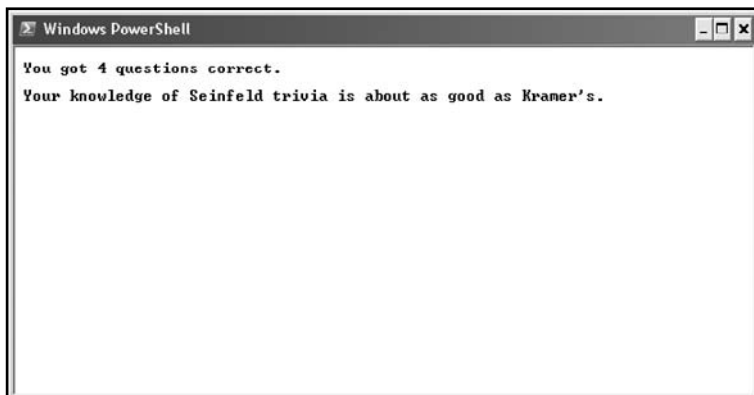 Windows PowerShell
You got 4 questions correct.
Your knowledge of Seinfeld trivia is about as good as Kramer's.